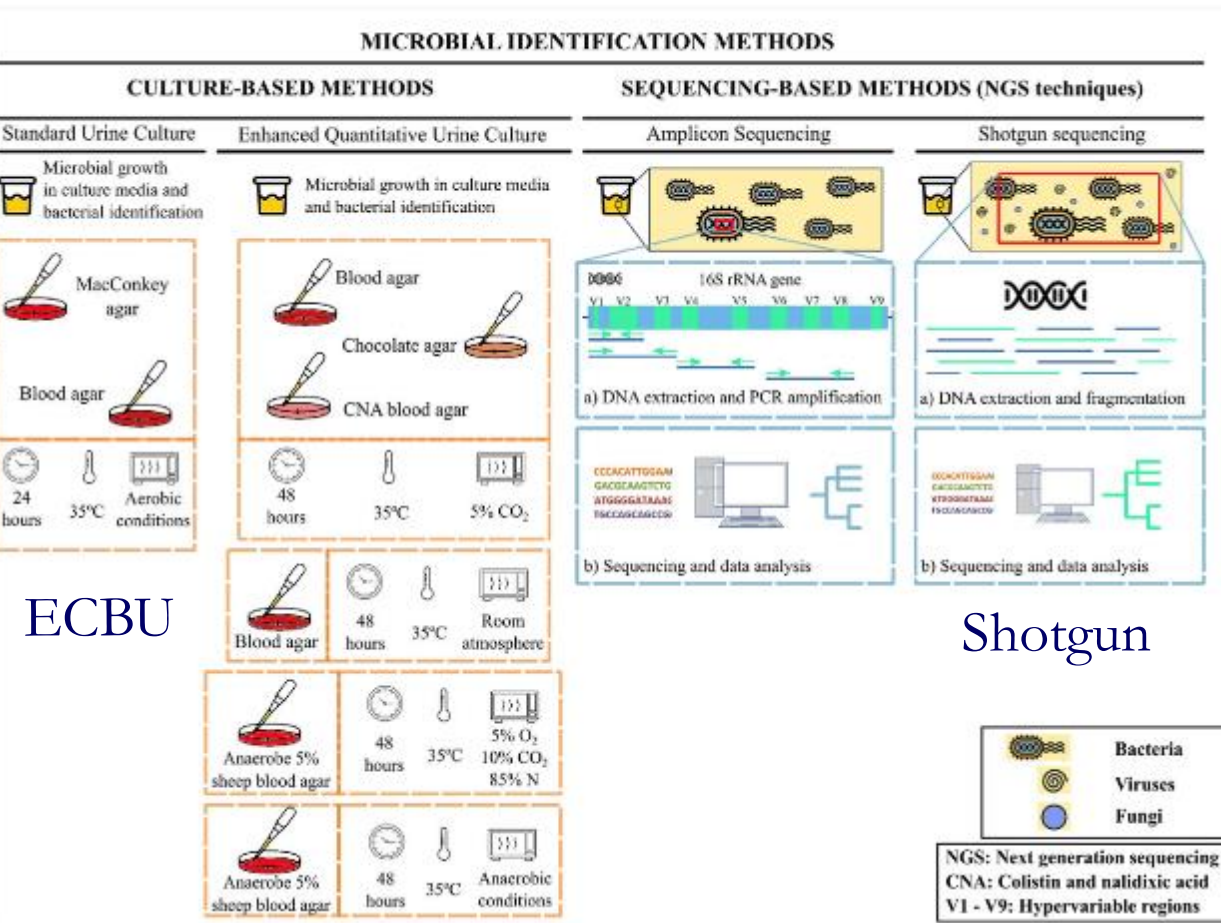 MICROBIAL IDENTIFICATION METHODS
CULTURE-BASED METHODS
Standard Urine Culture
Microbial growth
in culture media and
bacterial identification
MacConkey
agar
Blood agar
24
hours
35ºC
Aerobic
conditions
ECBU
Enhanced Quantitative Urine Culture
Microbial growth in culture media
and bacterial identification
Blood agar
Chocolate agar
CNA blood agar
48
hours
35ºC
5% CO₂
Blood agar
48
hours
35ºC
Room
atmosphere
Anaerobe 5%
sheep blood agar
48
hours
35ºC
5% O₂
10% CO₂
85% N
Anaerobe 5%
sheep blood agar
48
hours
35ºC
Anaerobic
conditions
SEQUENCING-BASED METHODS (NGS techniques)
Amplicon Sequencing
16S rRNA gene
V1 V2 V3 V4 V5 V6 V7 V8 V9
a) DNA extraction and PCR amplification
CCCACATTGGAA
GACGCAAGTCTG
ATGGGGATAAA
TGCCAGCAGCCG
b) Sequencing and data analysis
Shotgun sequencing
a) DNA extraction and fragmentation
b) Sequencing and data analysis
Shotgun
Bacteria
Viruses
Fungi
NGS: Next generation sequencing
CNA: Colistin and nalidixic acid
V1 - V9: Hypervariable regions